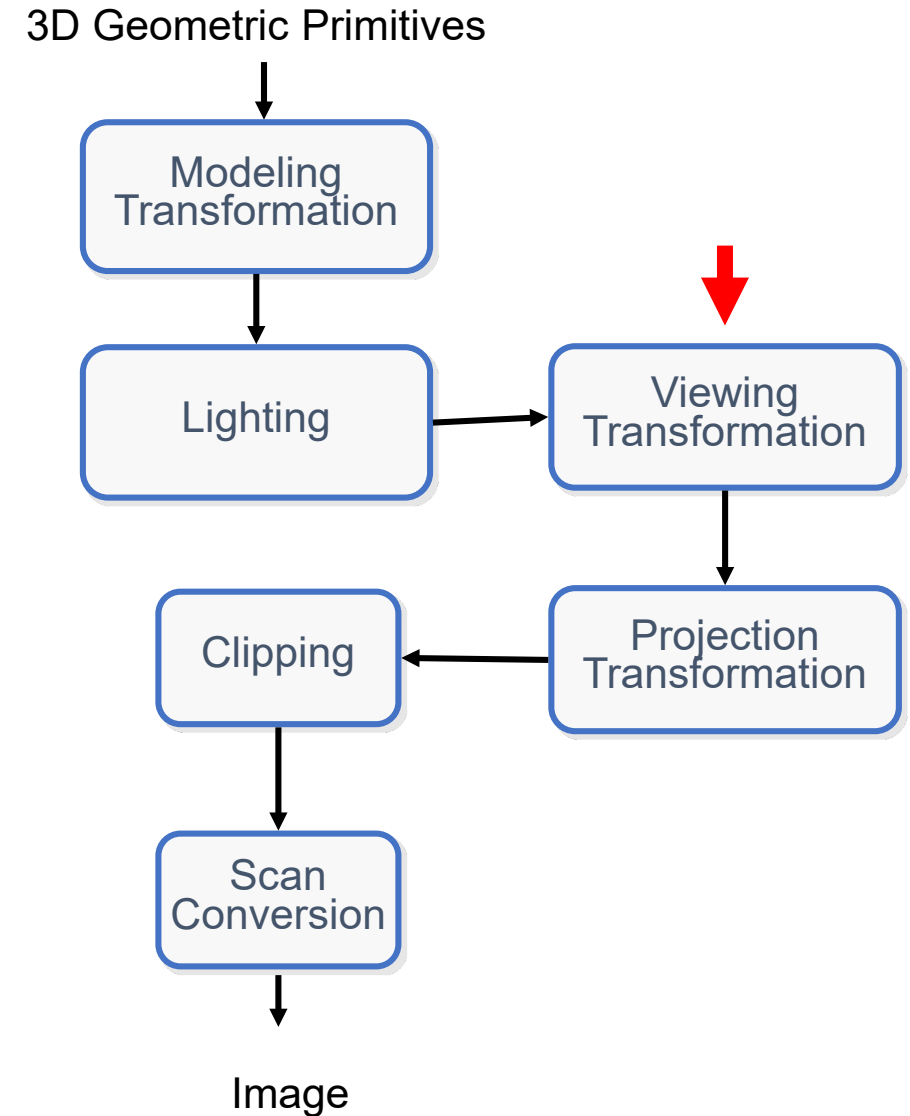 3D Geometric Primitives
Modeling
Transformation
Lighting
Viewing
Transformation
Projection
Transformation
Clipping
Scan
Conversion
Image